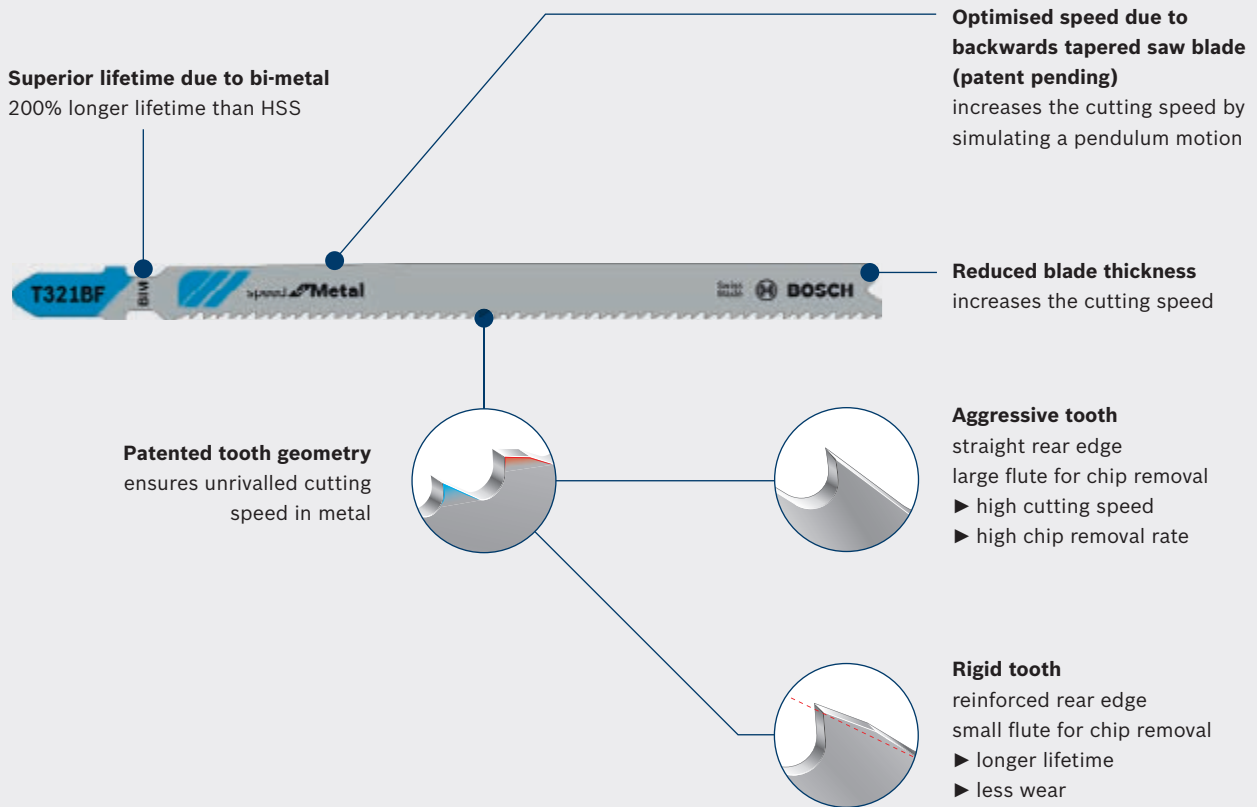 Optimised speed due to
backwards tapered saw blade
(patent pending)
increases the cutting speed by
simulating a pendulum motion
Superior lifetime due to bi-metal
200% longer lifetime than HSS
T321BF
BIM
speed for Metal
Swiss
Made
BOSCH
Reduced blade thickness
increases the cutting speed
Patented tooth geometry
ensures unrivalled cutting
speed in metal
Aggressive tooth
straight rear edge
large flute for chip removal
► high cutting speed
► high chip removal rate
Rigid tooth
reinforced rear edge
small flute for chip removal
► longer lifetime
► less wear